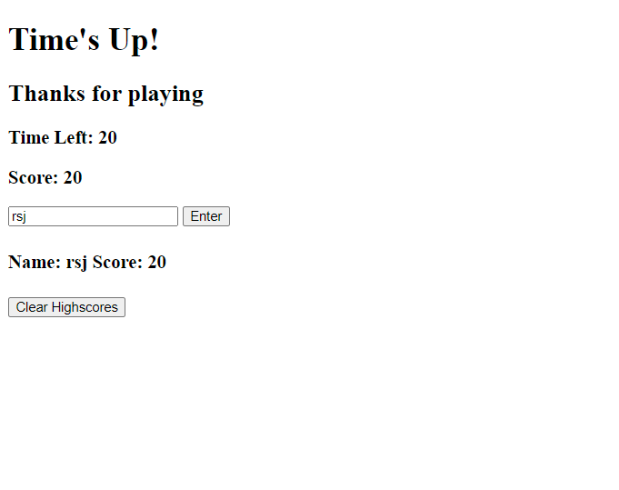 Time's Up!
Thanks for playing
Time Left: 20
Score: 20
rsj Enter
Name: rsj Score: 20
Clear Highscores